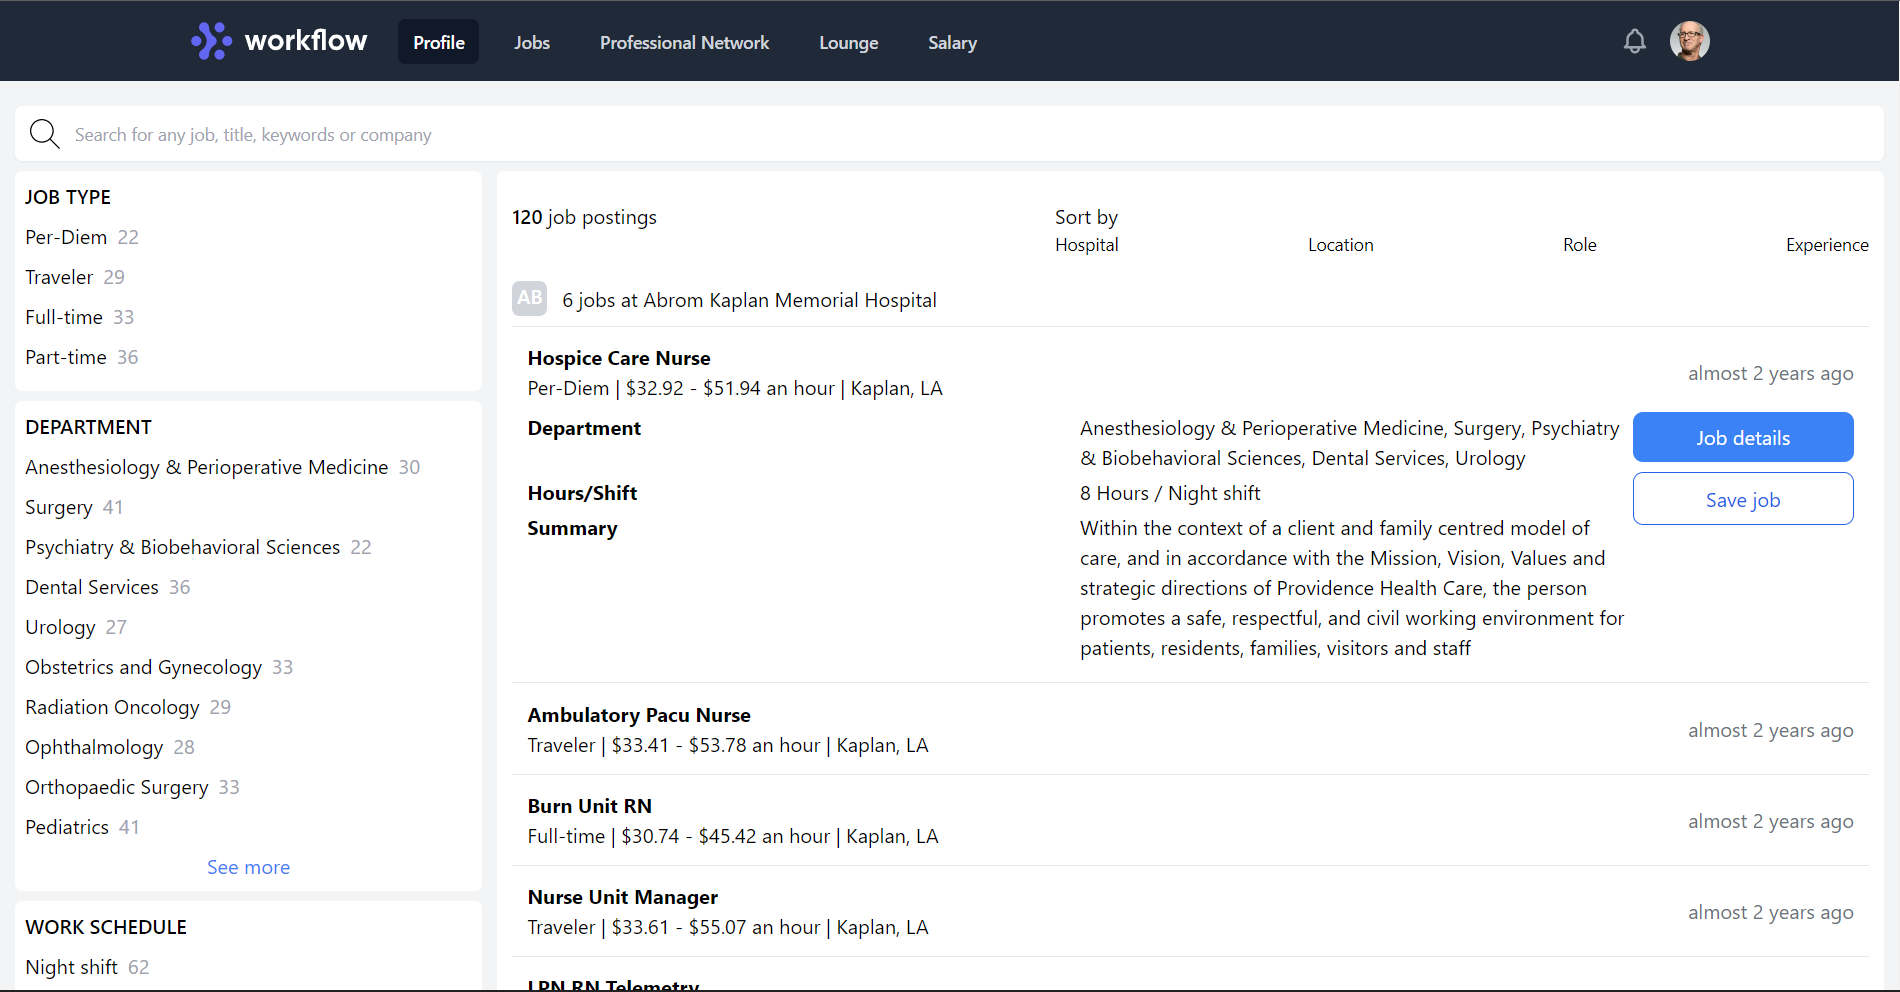 workflow
Profile
Jobs
Professional Network
Lounge
Salary
Search for any job, title, keywords or company
JOB TYPE
Per-Diem 22
Traveler 29
Full-time 33
Part-time 36
DEPARTMENT
Anesthesiology & Perioperative Medicine 30
Surgery 41
Psychiatry & Biobehavioral Sciences 22
Dental Services 36
Urology 27
Obstetrics and Gynecology 33
Radiation Oncology 29
Ophthalmology 28
Orthopaedic Surgery 33
Pediatrics 41
See more
WORK SCHEDULE
Night shift 62
120 job postings
Sort by
Hospital
Location
Role
Experience
AB
6 jobs at Abrom Kaplan Memorial Hospital
Hospice Care Nurse
Per-Diem | $32.92 - $51.94 an hour | Kaplan, LA
almost 2 years ago
Department
Anesthesiology & Perioperative Medicine, Surgery, Psychiatry
& Biobehavioral Sciences, Dental Services, Urology
Job details
Save job
Hours/Shift
8 Hours / Night shift
Summary
Within the context of a client and family centred model of
care, and in accordance with the Mission, Vision, Values and
strategic directions of Providence Health Care, the person
promotes a safe, respectful, and civil working environment for
patients, residents, families, visitors and staff
Ambulatory Pacu Nurse
Traveler | $33.41 - $53.78 an hour | Kaplan, LA
almost 2 years ago
Burn Unit RN
Full-time | $30.74 - $45.42 an hour | Kaplan, LA
almost 2 years ago
Nurse Unit Manager
Traveler | $33.61 - $55.07 an hour | Kaplan, LA
almost 2 years ago
LPN RN Telemetry